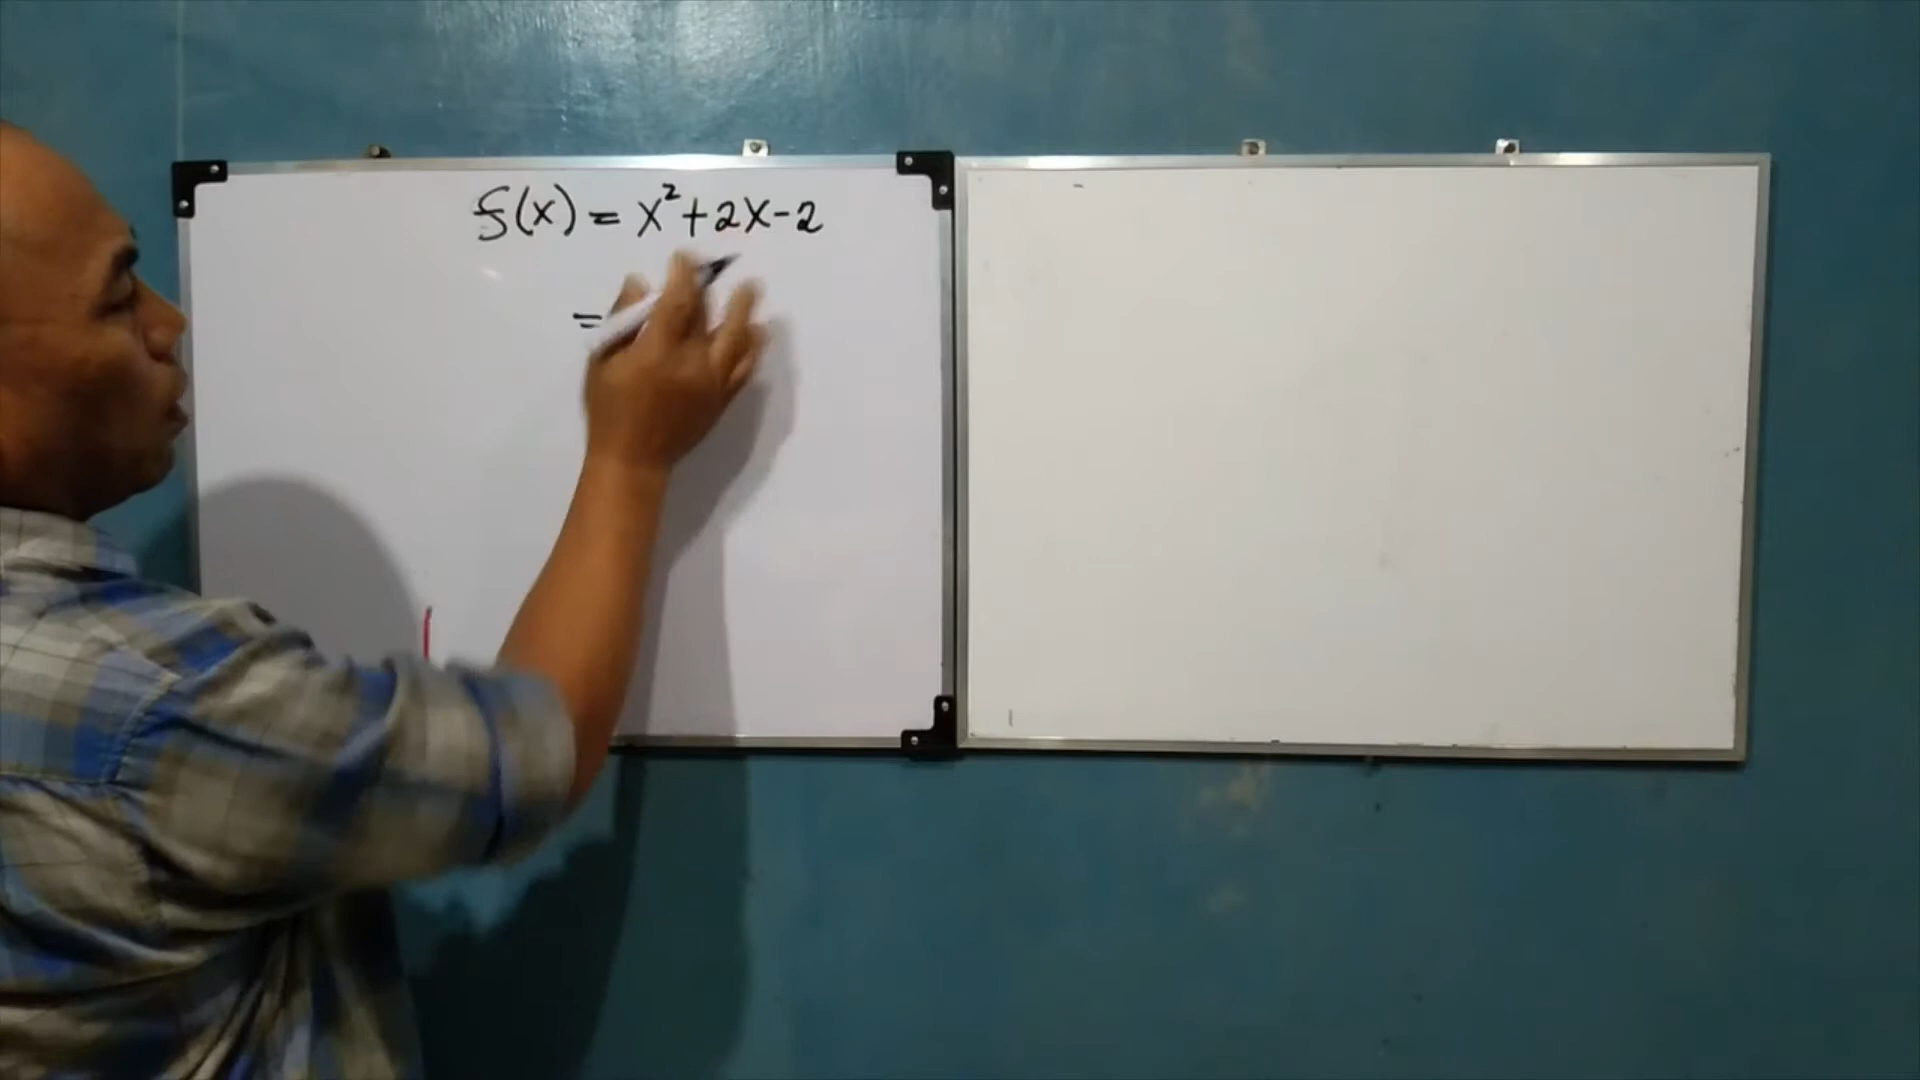 f(x) = x²+2x-2
=